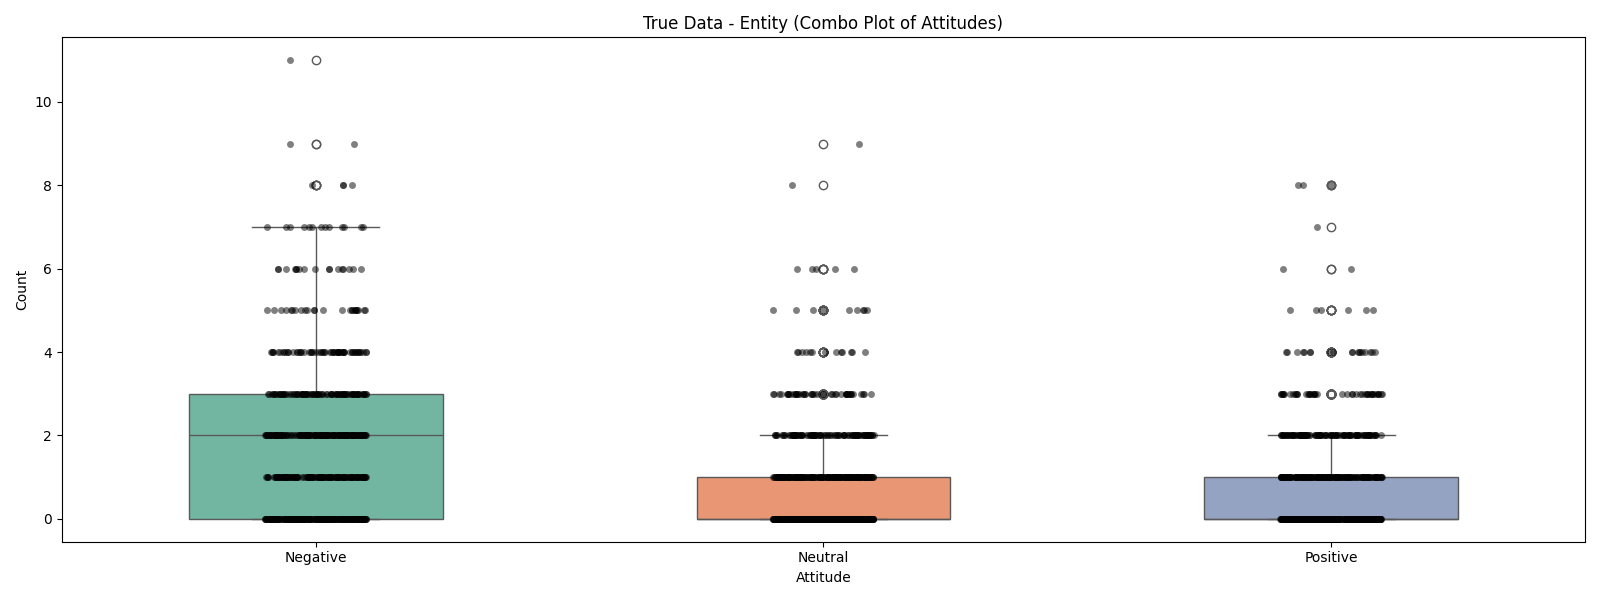 True Data - Entity (Combo Plot of Attitudes)
10
8
6
4
2
0
Count
Negative
Neutral
Positive
Attitude